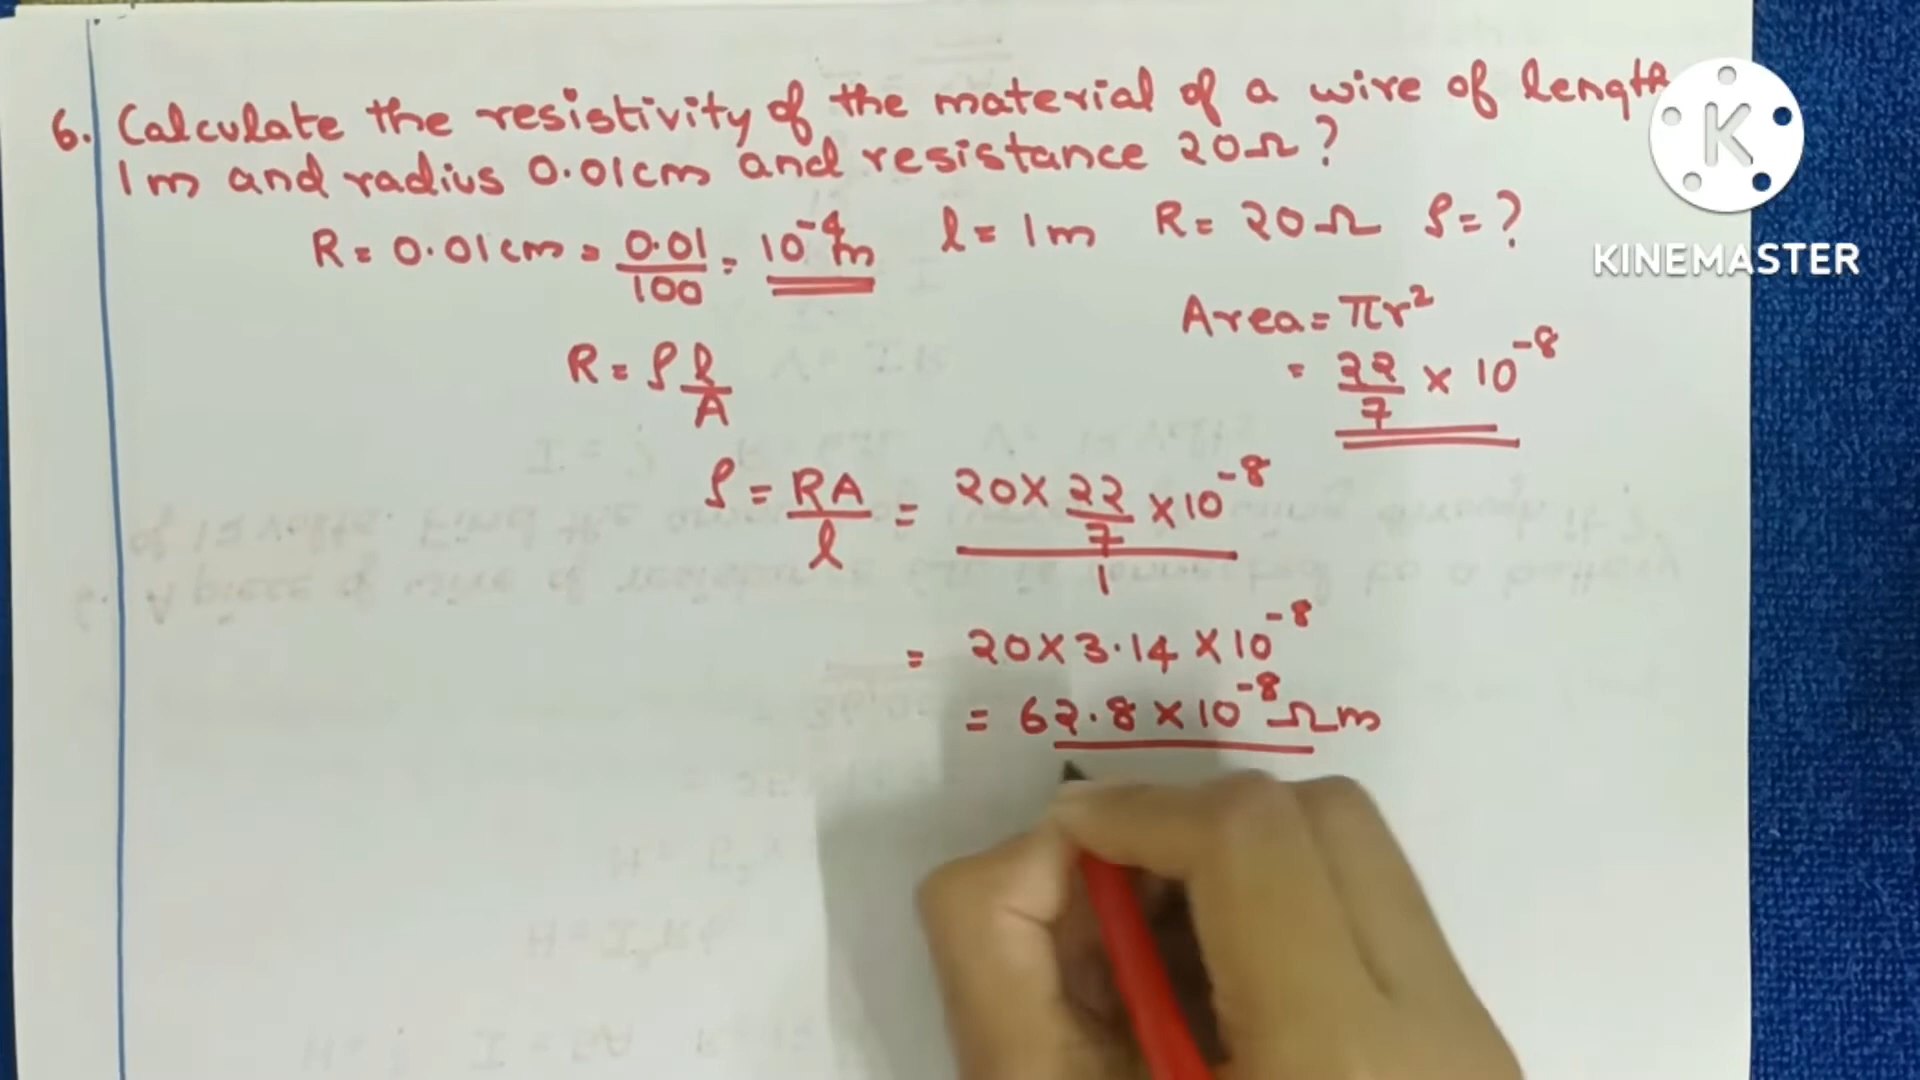 6. Calculate the resistivity of the material of a wire of length
1m and radius 0.01cm and resistance 20Ω?
R = 0.01cm = 0.01/100 = 10⁻⁴m l = 1m R = 20Ω ρ = ?
Area = πr²
= 22/7 × 10⁻⁸
R = ρ l/A
ρ = RA/l = 20 × 22/7 × 10⁻⁸ / 1
= 20 × 3.14 × 10⁻⁸
= 62.8 × 10⁻⁸ Ωm
K
KINEMASTER